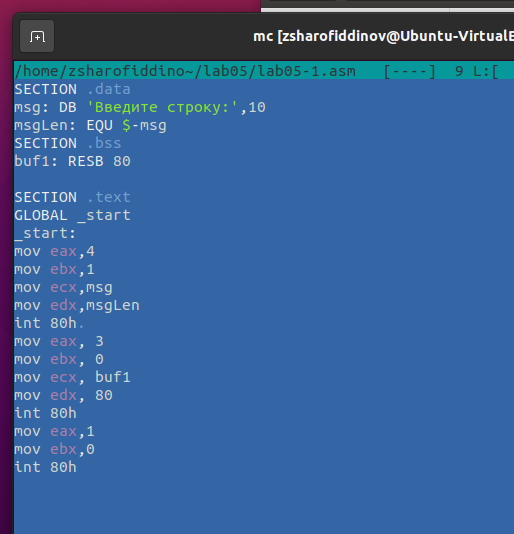 mc [zsharofiddinov@Ubuntu-VirtualB
/home/zsharofiddino~/lab05/lab05-1.asm [----] 9 L:[
SECTION .data
msg: DB 'Введите строку:',10
msgLen: EQU $-msg
SECTION .bss
buf1: RESB 80
SECTION .text
GLOBAL _start
_start:
mov eax,4
mov ebx,1
mov ecx,msg
mov edx,msgLen
int 80h.
mov eax, 3
mov ebx, 0
mov ecx, buf1
mov edx, 80
int 80h
mov eax,1
mov ebx,0
int 80h